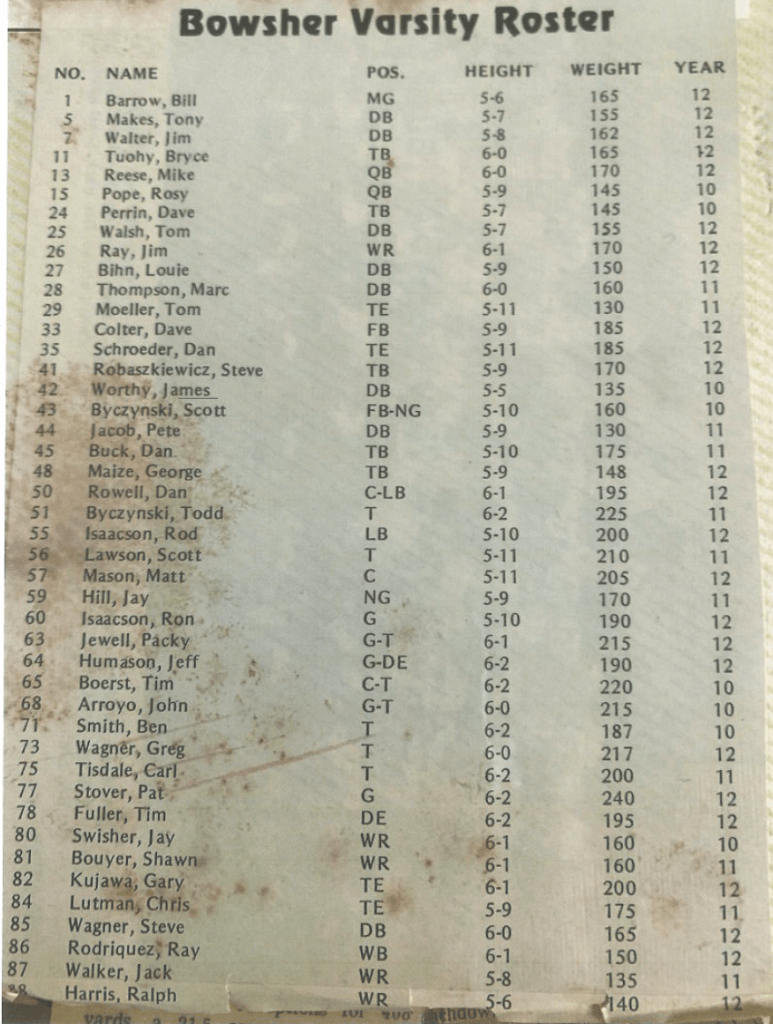 Bowsher Varsity Roster
NO. NAME POS. HEIGHT WEIGHT YEAR
1 Barrow, Bill MG 5-6 165 12
5 Makes, Tony DB 5-7 155 12
7 Walter, Jim DB 5-8 162 12
11 Tuohy, Bryce TB 6-0 165 12
13 Reese, Mike QB 6-0 170 12
15 Pope, Rosy QB 5-9 145 10
24 Perrin, Dave TB 5-7 145 10
25 Walsh, Tom DB 5-7 155 12
26 Ray, Jim WR 6-1 170 12
27 Bihn, Louie DB 5-9 150 12
28 Thompson, Marc DB 6-0 160 11
29 Moeller, Tom TE 5-11 130 11
33 Colter, Dave FB 5-9 185 12
35 Schroeder, Dan TE 5-11 185 12
41 Robaszkiewicz, Steve TB 5-9 170 12
42 Worthy, James DB 5-5 135 10
43 Byczynski, Scott FB-NG 5-10 160 10
44 Jacob, Pete DB 5-9 130 11
45 Buck, Dan TB 5-10 175 11
48 Maize, George TB 5-9 148 12
50 Rowell, Dan C-LB 6-1 195 12
51 Byczynski, Todd T 6-2 225 11
55 Isaacson, Rod LB 5-10 200 12
56 Lawson, Scott T 5-11 210 11
57 Mason, Matt C 5-11 205 12
59 Hill, Jay NG 5-9 170 11
60 Isaacson, Ron G 5-10 190 12
63 Jewell, Packy G-T 6-1 215 12
64 Humason, Jeff G-DE 6-2 190 12
65 Boerst, Tim C-T 6-2 220 10
68 Arroyo, John G-T 6-0 215 10
71 Smith, Ben T 6-2 187 10
73 Wagner, Greg T 6-0 217 12
75 Tisdale, Carl T 6-2 200 11
77 Stover, Pat G 6-2 240 12
78 Fuller, Tim DE 6-2 195 12
80 Swisher, Jay WR 6-1 160 10
81 Bouyer, Shawn WR 6-1 160 11
82 Kujawa, Gary TE 6-1 200 12
84 Lutman, Chris TE 5-9 175 11
85 Wagner, Steve DB 6-0 165 12
86 Rodriquez, Ray WB 6-1 150 12
87 Walker, Jack WR 5-8 135 11
88 Harris, Ralph WR 5-6 140 12
yards for